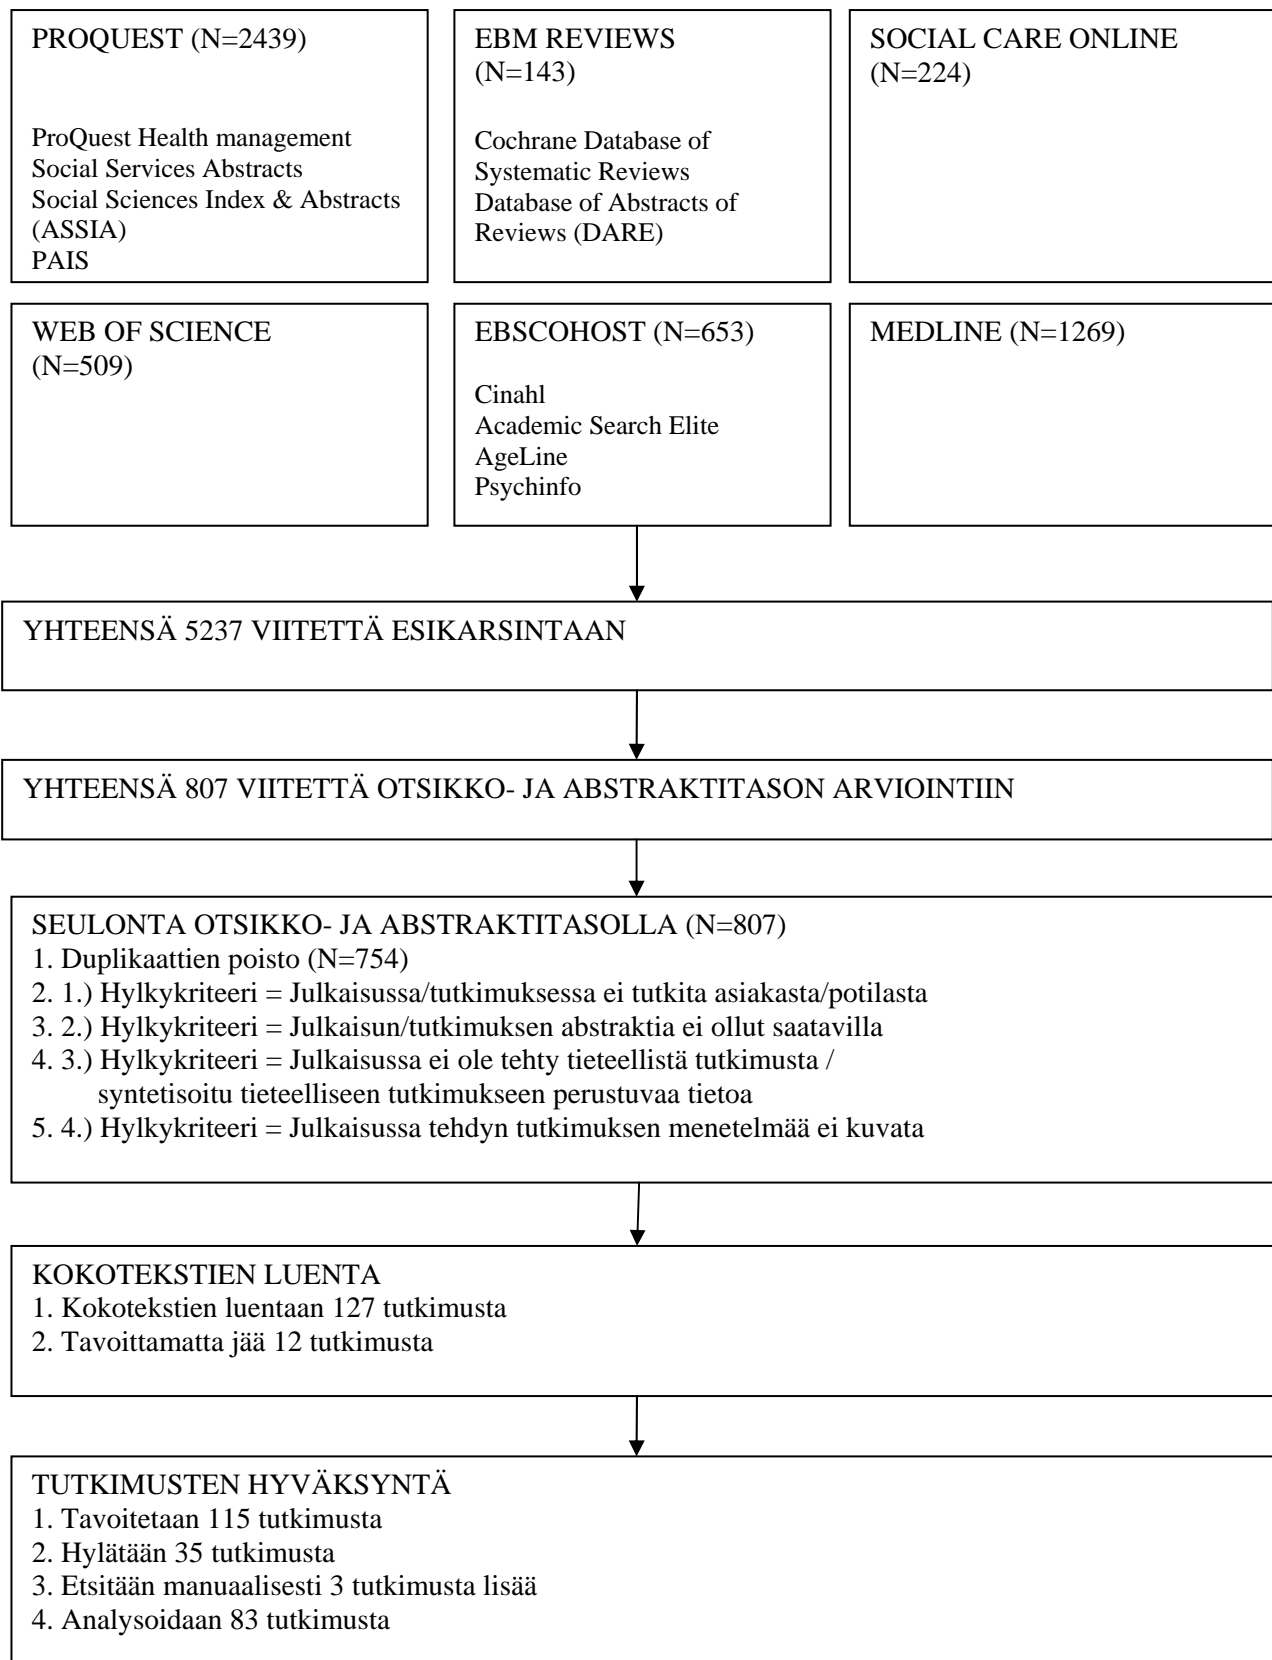 PROQUEST (N=2439)
ProQuest Health management
Social Services Abstracts
Social Sciences Index & Abstracts
(ASSIA)
PAIS
EBM REVIEWS
(N=143)
Cochrane Database of
Systematic Reviews
Database of Abstracts of
Reviews (DARE)
SOCIAL CARE ONLINE
(N=224)
WEB OF SCIENCE
(N=509)
EBSCOHOST (N=653)
Cinahl
Academic Search Elite
AgeLine
Psychinfo
MEDLINE (N=1269)
YHTEENSÄ 5237 VIITETTÄ ESIKARSINTAAN
YHTEENSÄ 807 VIITETTÄ OTSIKKO- JA ABSTRAKTITASON ARVIOINTIIN
SEULONTA OTSIKKO- JA ABSTRAKTITASOLLA (N=807)
1. Duplikaattien poisto (N=754)
2. 1.) Hylkykriteeri = Julkaisussa/tutkimuksessa ei tutkita asiakasta/potilasta
3. 2.) Hylkykriteeri = Julkaisun/tutkimuksen abstraktia ei ollut saatavilla
4. 3.) Hylkykriteeri = Julkaisussa ei ole tehty tieteellistä tutkimusta /
syntetisoitu tieteelliseen tutkimukseen perustuvaa tietoa
5. 4.) Hylkykriteeri = Julkaisussa tehdyn tutkimuksen menetelmää ei kuvata
KOKOTEKSTIEN LUENTA
1. Kokotekstien luentaan 127 tutkimusta
2. Tavoittamatta jää 12 tutkimusta
TUTKIMUSTEN HYVÄKSYNTÄ
1. Tavoitetaan 115 tutkimusta
2. Hylätään 35 tutkimusta
3. Etsitään manuaalisesti 3 tutkimusta lisää
4. Analysoidaan 83 tutkimusta